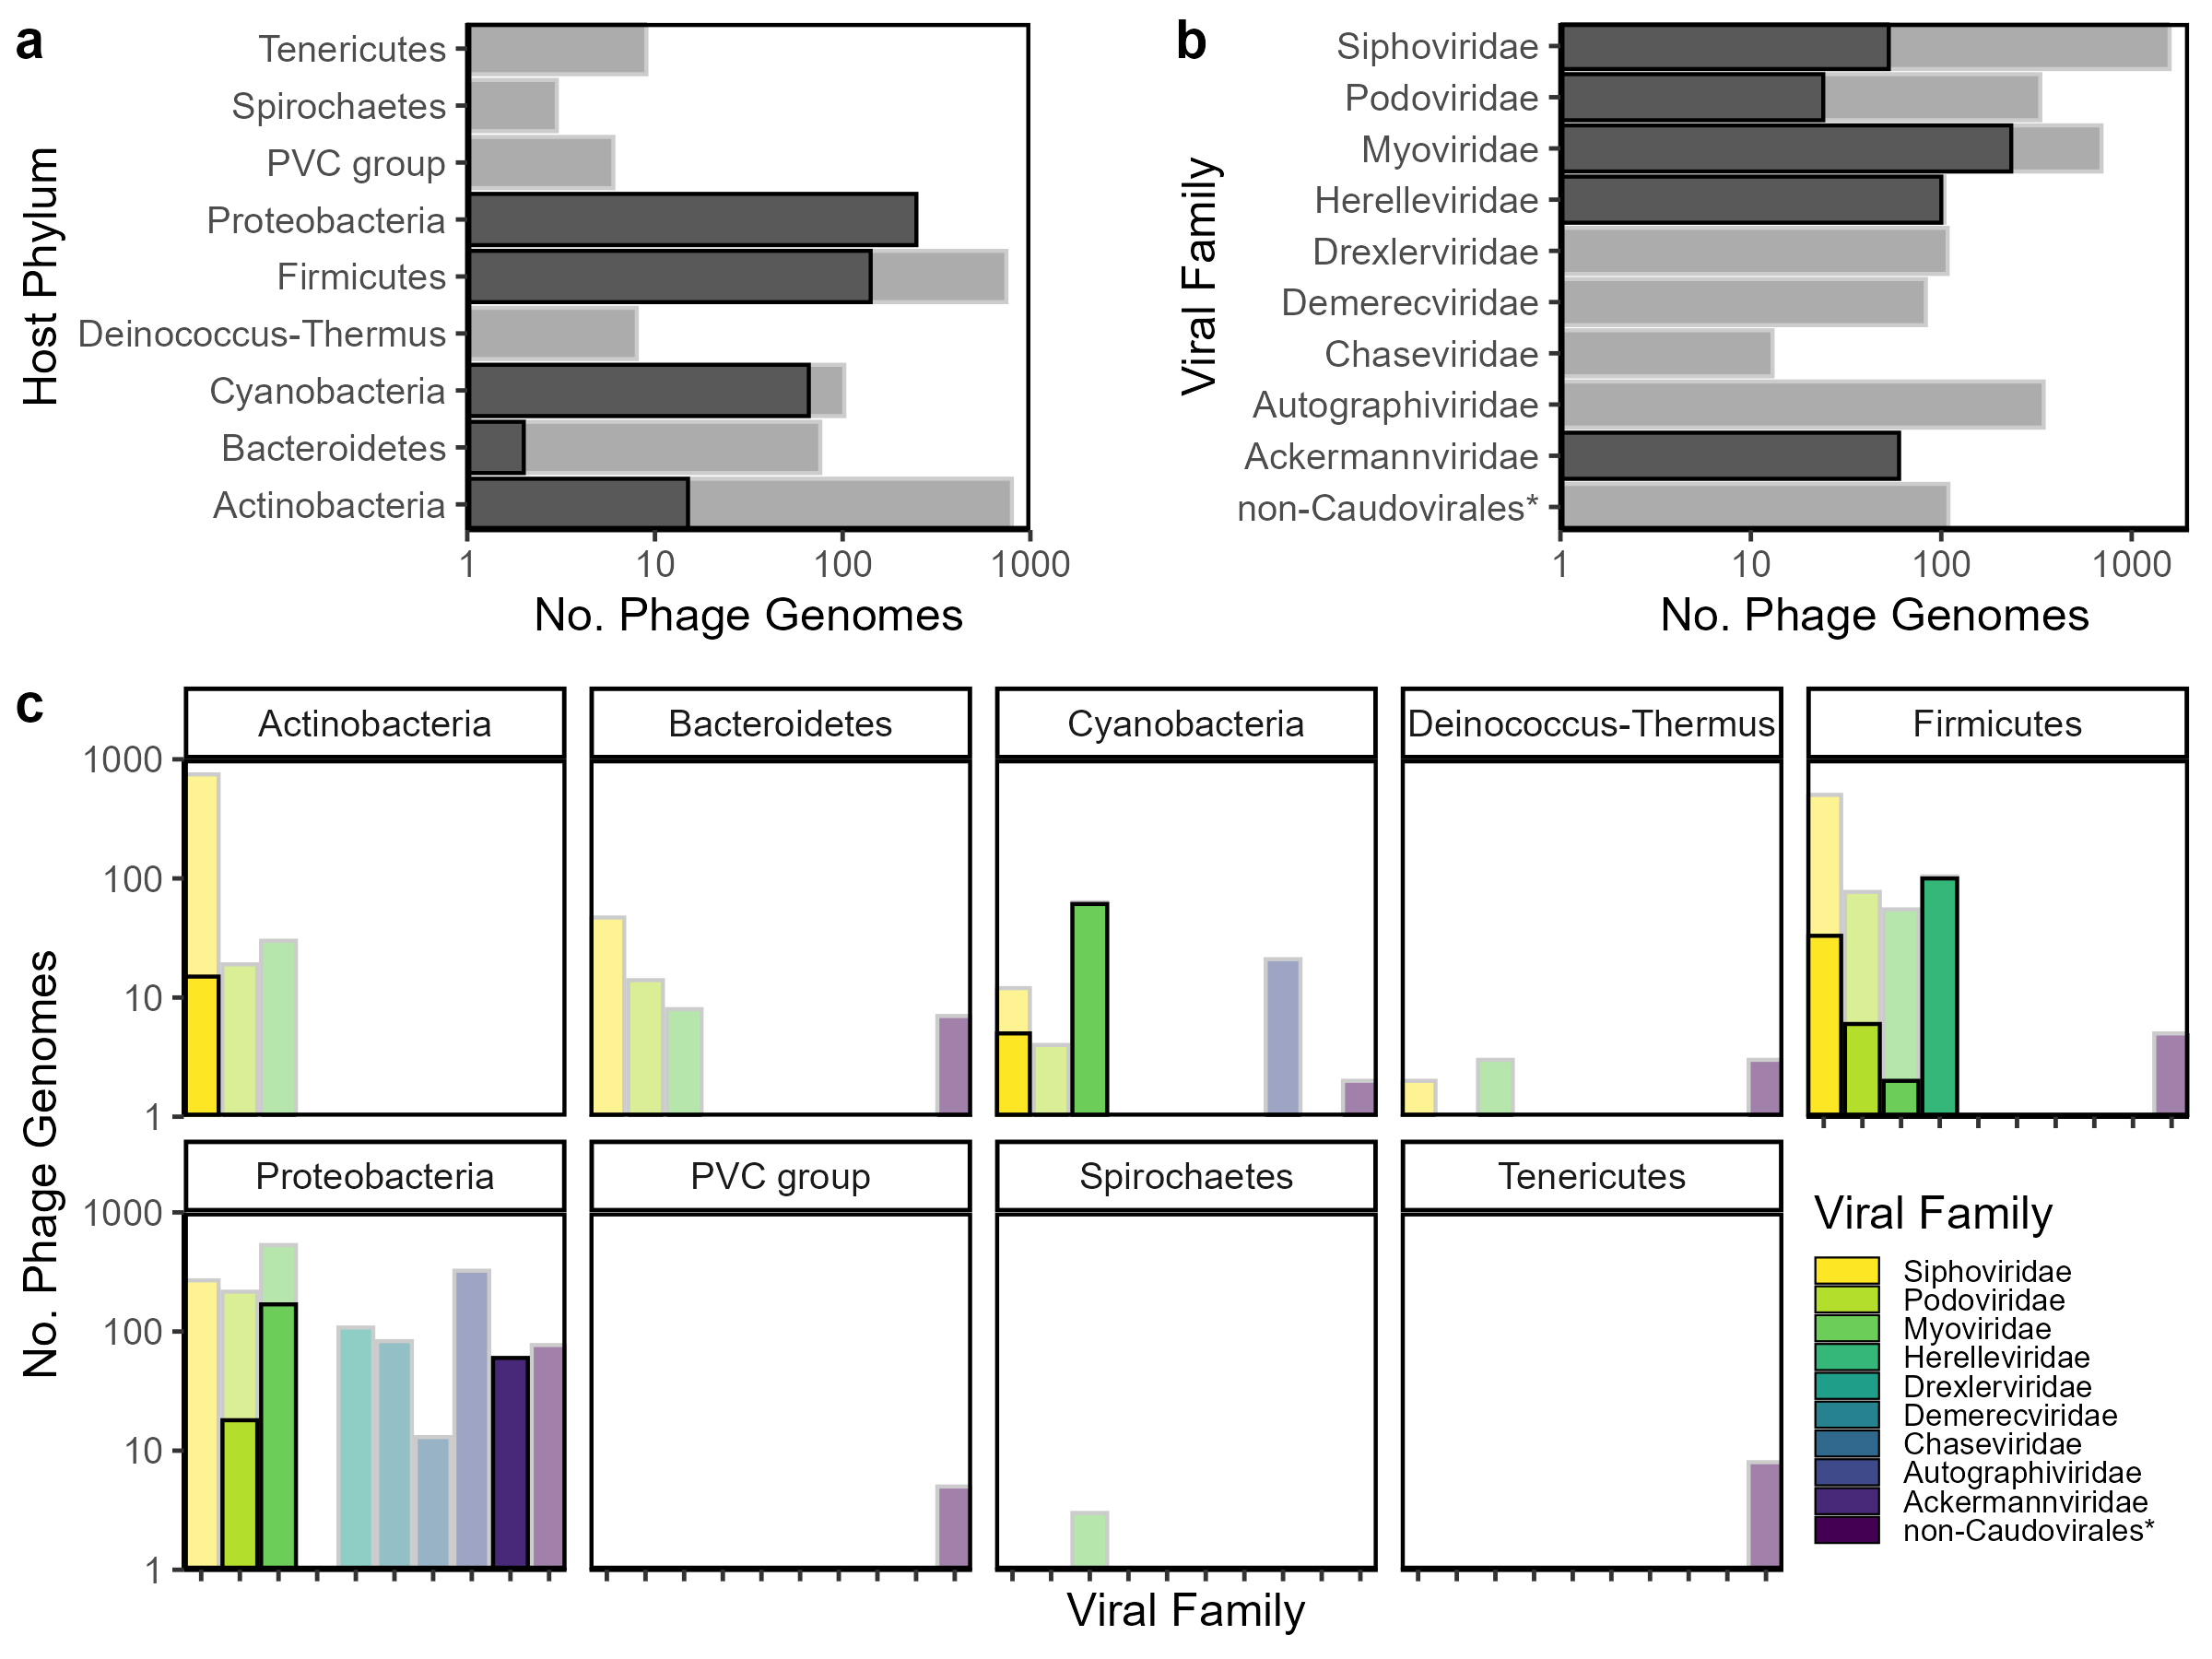 a
Host Phylum
Tenericutes
Spirochaetes
PVC group
Proteobacteria
Firmicutes
Deinococcus-Thermus
Cyanobacteria
Bacteroidetes
Actinobacteria
1 10 100 1000
No. Phage Genomes
b
Viral Family
Siphoviridae
Podoviridae
Myoviridae
Herelleviridae
Drexlerviridae
Demerecviridae
Chaseviridae
Autographiviridae
Ackermannviridae
non-Caudovirales*
1 10 100 1000
No. Phage Genomes
c
No. Phage Genomes
Actinobacteria Bacteroidetes Cyanobacteria Deinococcus-Thermus Firmicutes
1000
100
10
1
Proteobacteria PVC group Spirochaetes Tenericutes
1000
100
10
1
Viral Family
Viral Family
Siphoviridae
Podoviridae
Myoviridae
Herelleviridae
Drexlerviridae
Demerecviridae
Chaseviridae
Autographiviridae
Ackermannviridae
non-Caudovirales*